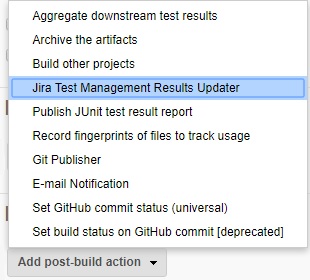 Aggregate downstream test results
Archive the artifacts
Build other projects
Jira Test Management Results Updater
Publish JUnit test result report
Record fingerprints of files to track usage
Git Publisher
E-mail Notification
Set GitHub commit status (universal)
Set build status on GitHub commit [deprecated]
Add post-build action